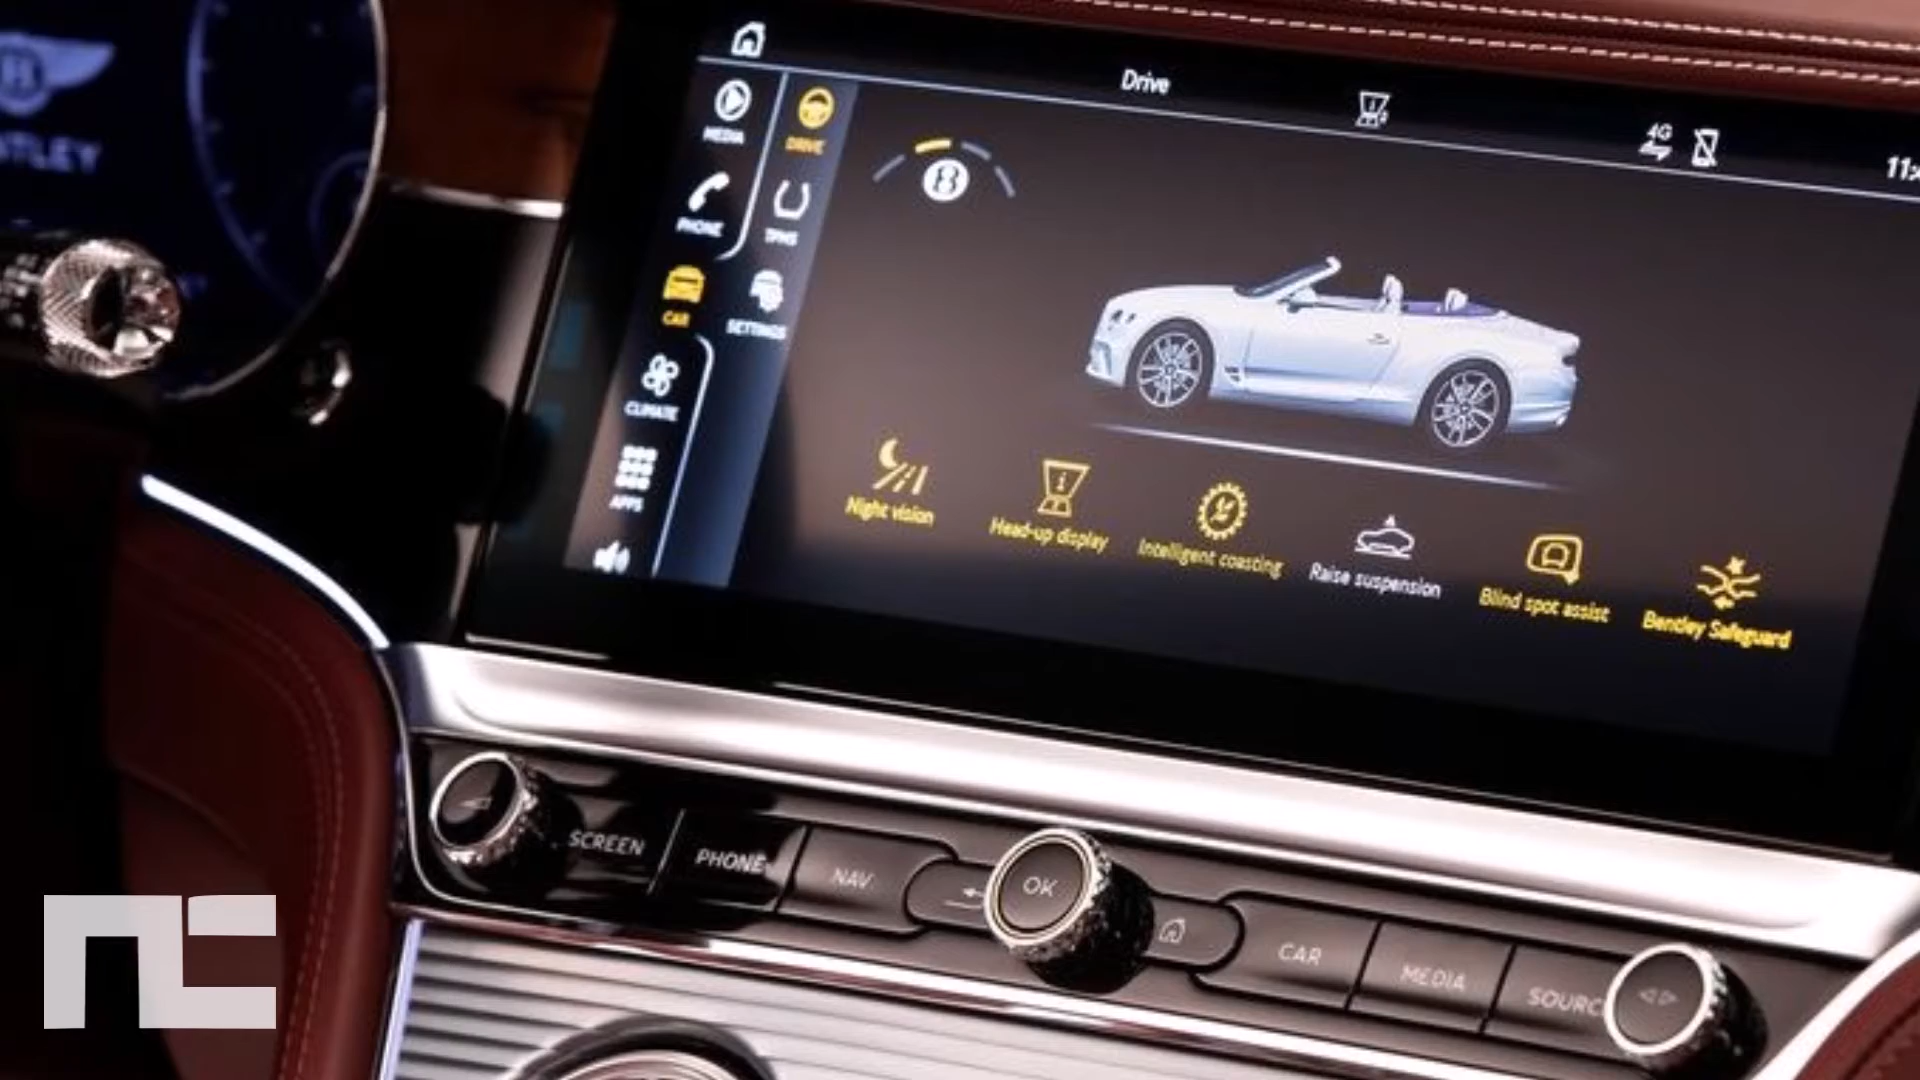 Drive
4G
MEDIA
DRIVE
PHONE
TPMS
CAR
SETTINGS
CLIMATE
APPS
B
Night vision
Head-up display
Intelligent coasting
Raise suspension
Blind spot assist
Bentley Safeguard
SCREEN
PHONE
NAV
OK
CAR
MEDIA